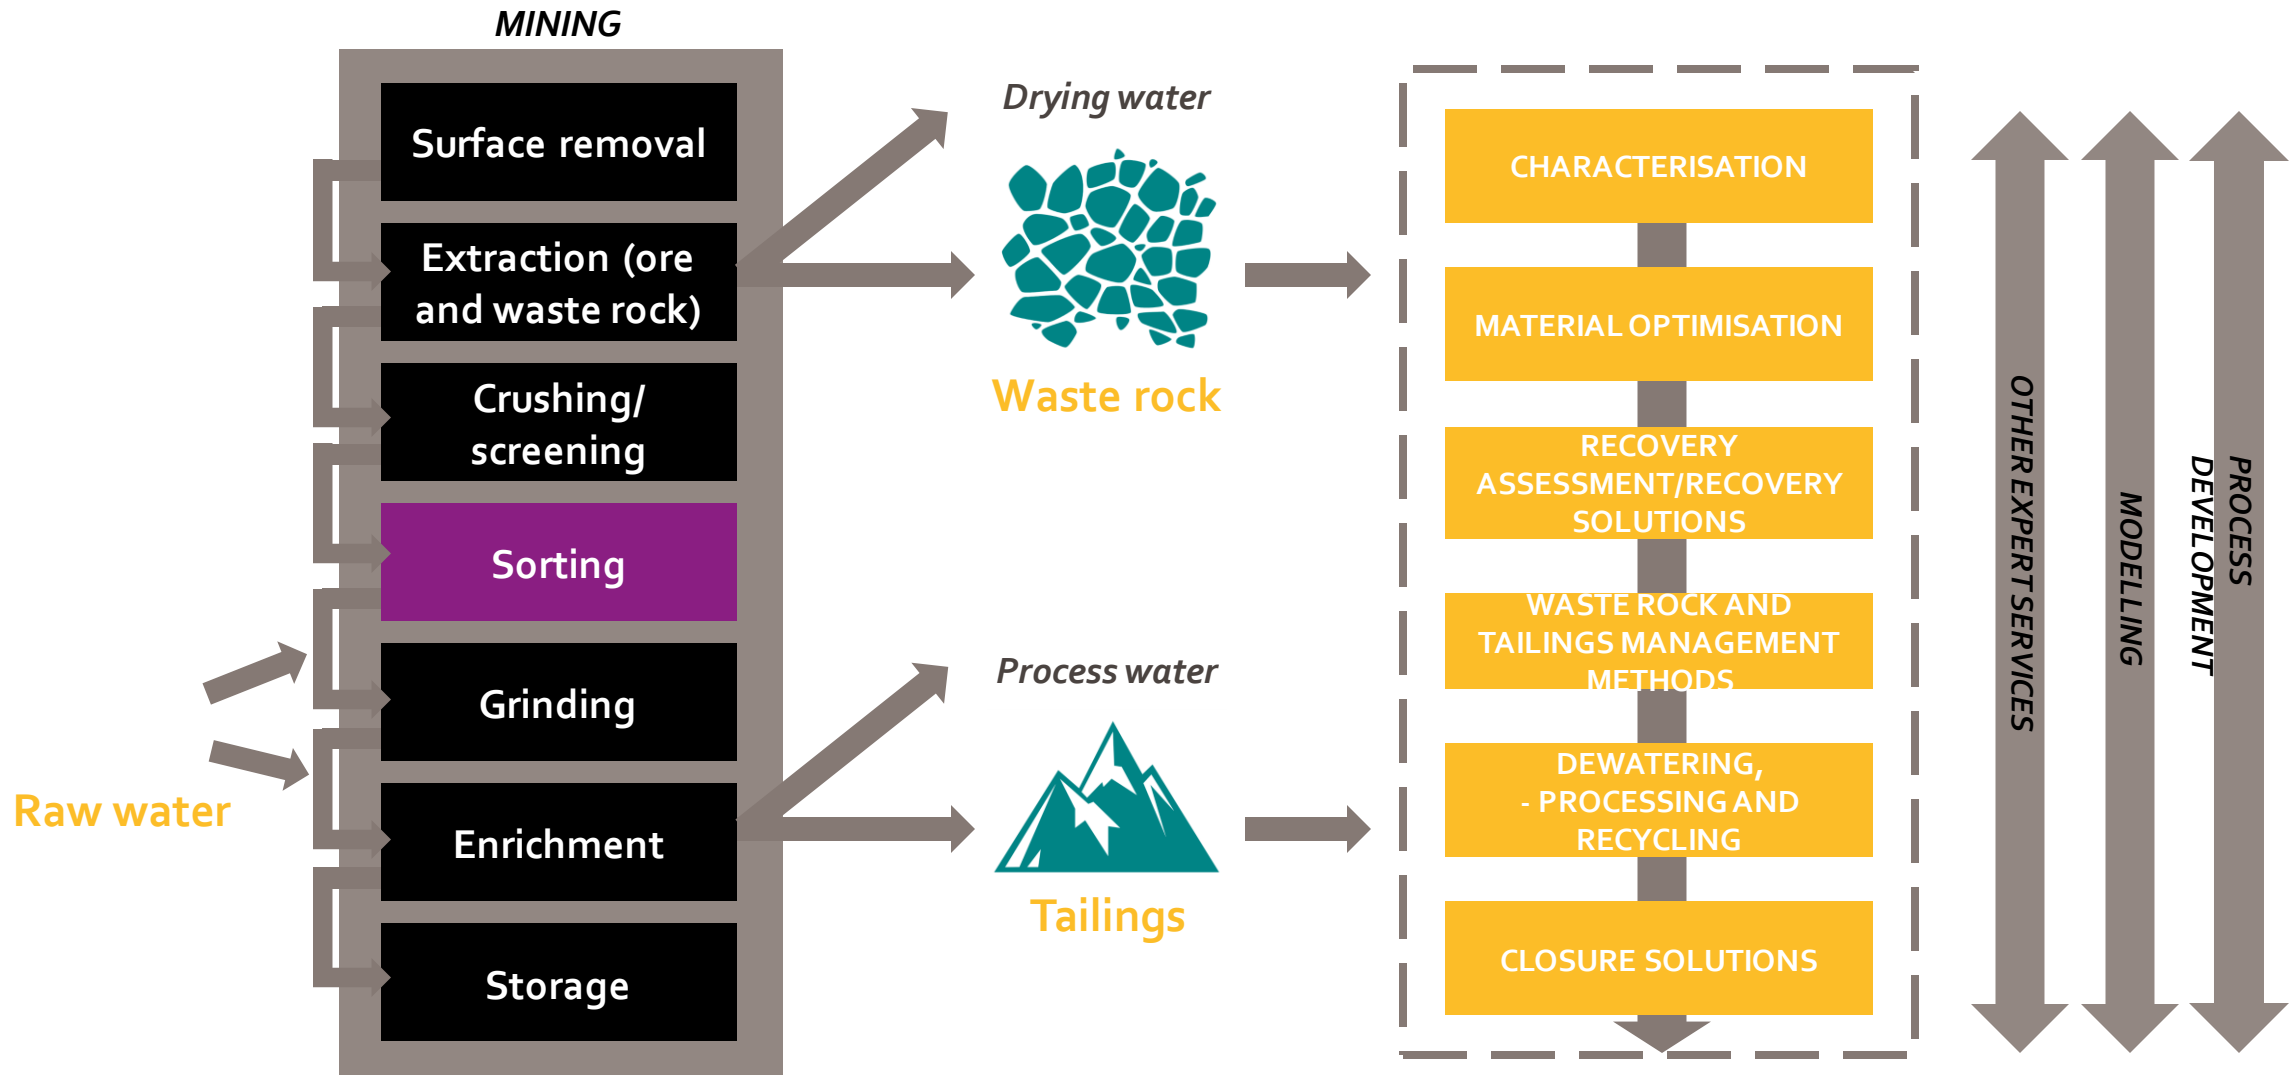 MINING
Surface removal
Extraction (ore
and waste rock)
Crushing/
screening
Sorting
Grinding
Enrichment
Storage
Raw water
Drying water
Waste rock
Process water
Tailings
CHARACTERISATION
MATERIAL OPTIMISATION
RECOVERY
ASSESSMENT/RECOVERY
SOLUTIONS
WASTE ROCK AND
TAILINGS MANAGEMENT
METHODS
DEWATERING,
- PROCESSING AND
RECYCLING
CLOSURE SOLUTIONS
OTHER EXPERT SERVICES
MODELLING
PROCESS
DEVELOPMENT